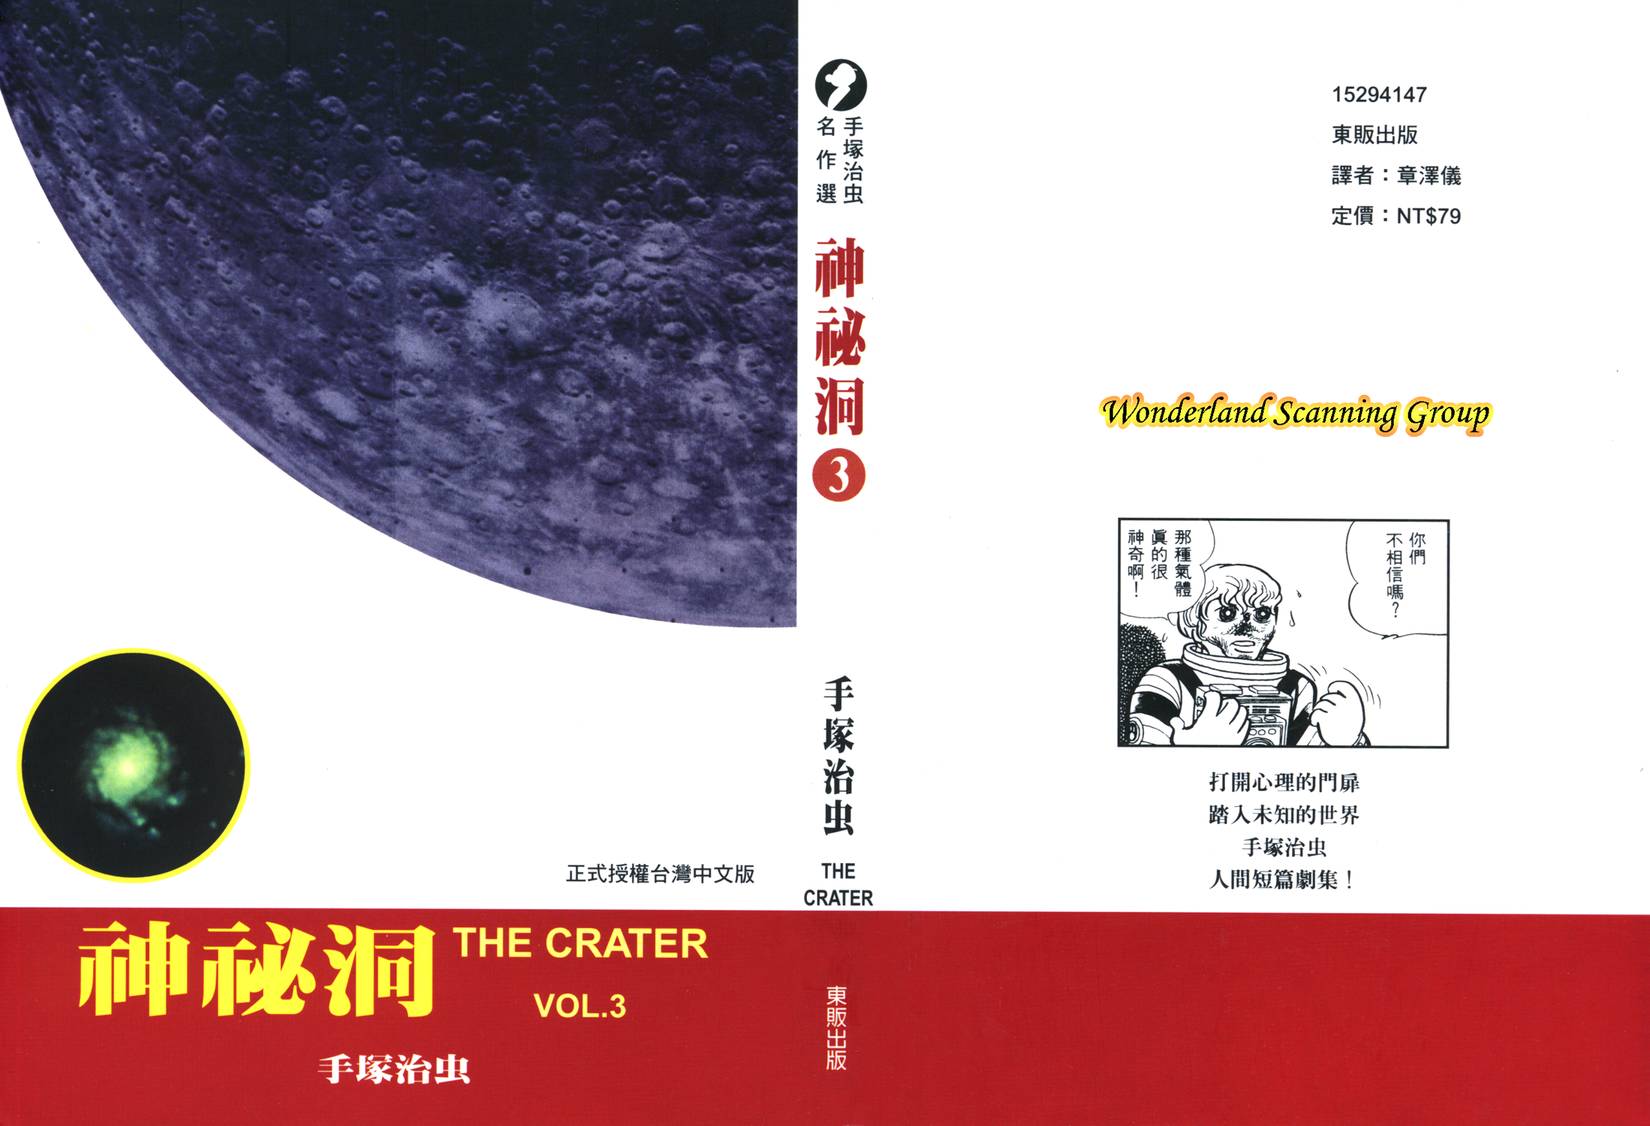 神祕洞
THE CRATER
VOL.3
手塚治虫
正式授權台灣中文版
手塚治虫
名作選
神祕洞
3
手塚治虫
THE
CRATER
東販出版
15294147
東販出版
譯者：章澤儀
定價：NT$79
Wonderland Scanning Group
你們
不相信嗎？
那種氣體
眞的很
神奇啊！
打開心理的門扉
踏入未知的世界
手塚治虫
人間短篇劇集！